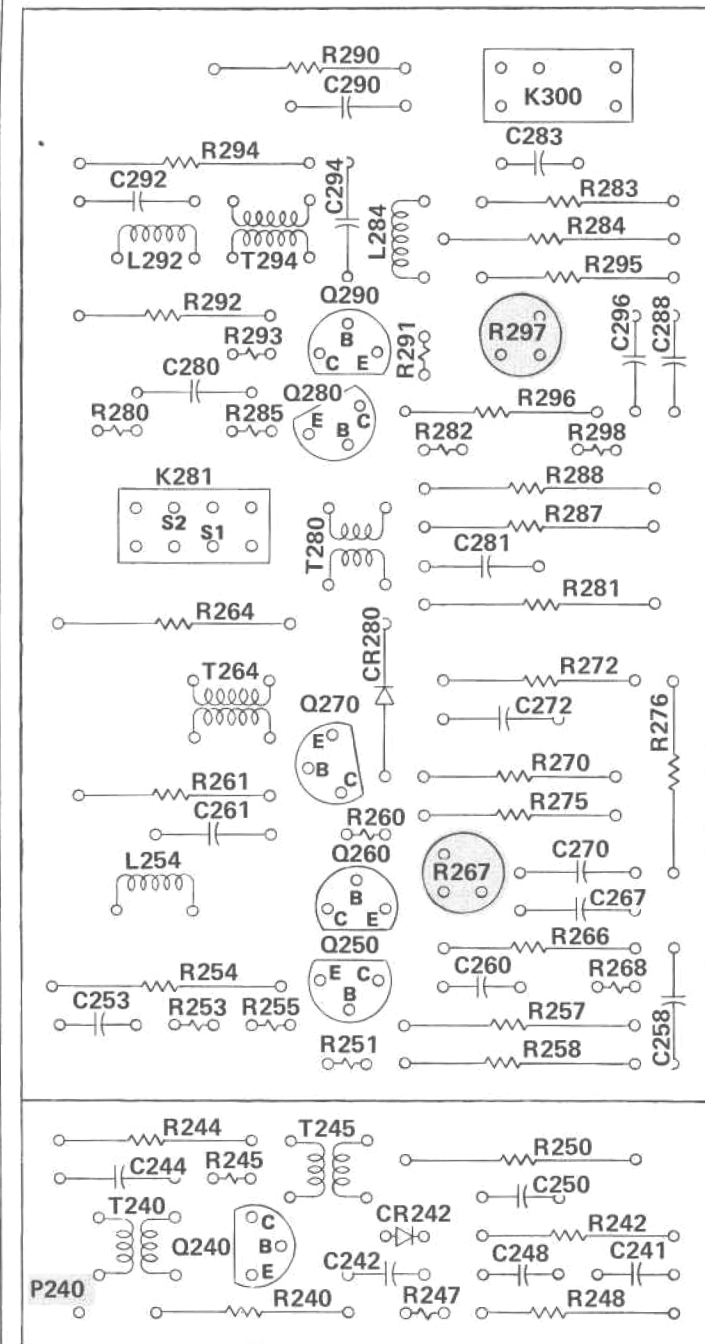 R290
C290
K300
C283
R294
C294
C292
R283
L284
R284
L292
T294
R295
Q290
R292
B
C E
R297
C296
C288
R293
R291
C280
Q280
R296
E B C
R280
R285
R282
R298
K281
R288
S2 S1
R287
T280
C281
R281
R264
CR280
T264
R272
Q270
C272
R276
E
B
C
R270
R261
R275
C261
R260
L254
Q260
R267
C270
B
C E
C267
Q250
R266
R254
E C
B
C260
R268
C253
R253
R255
R257
C258
R251
R258
R244
T245
R250
C244
R245
C250
T240
CR242
R242
Q240
C
B
E
C242
C248
C241
P240
R240
R247
R248